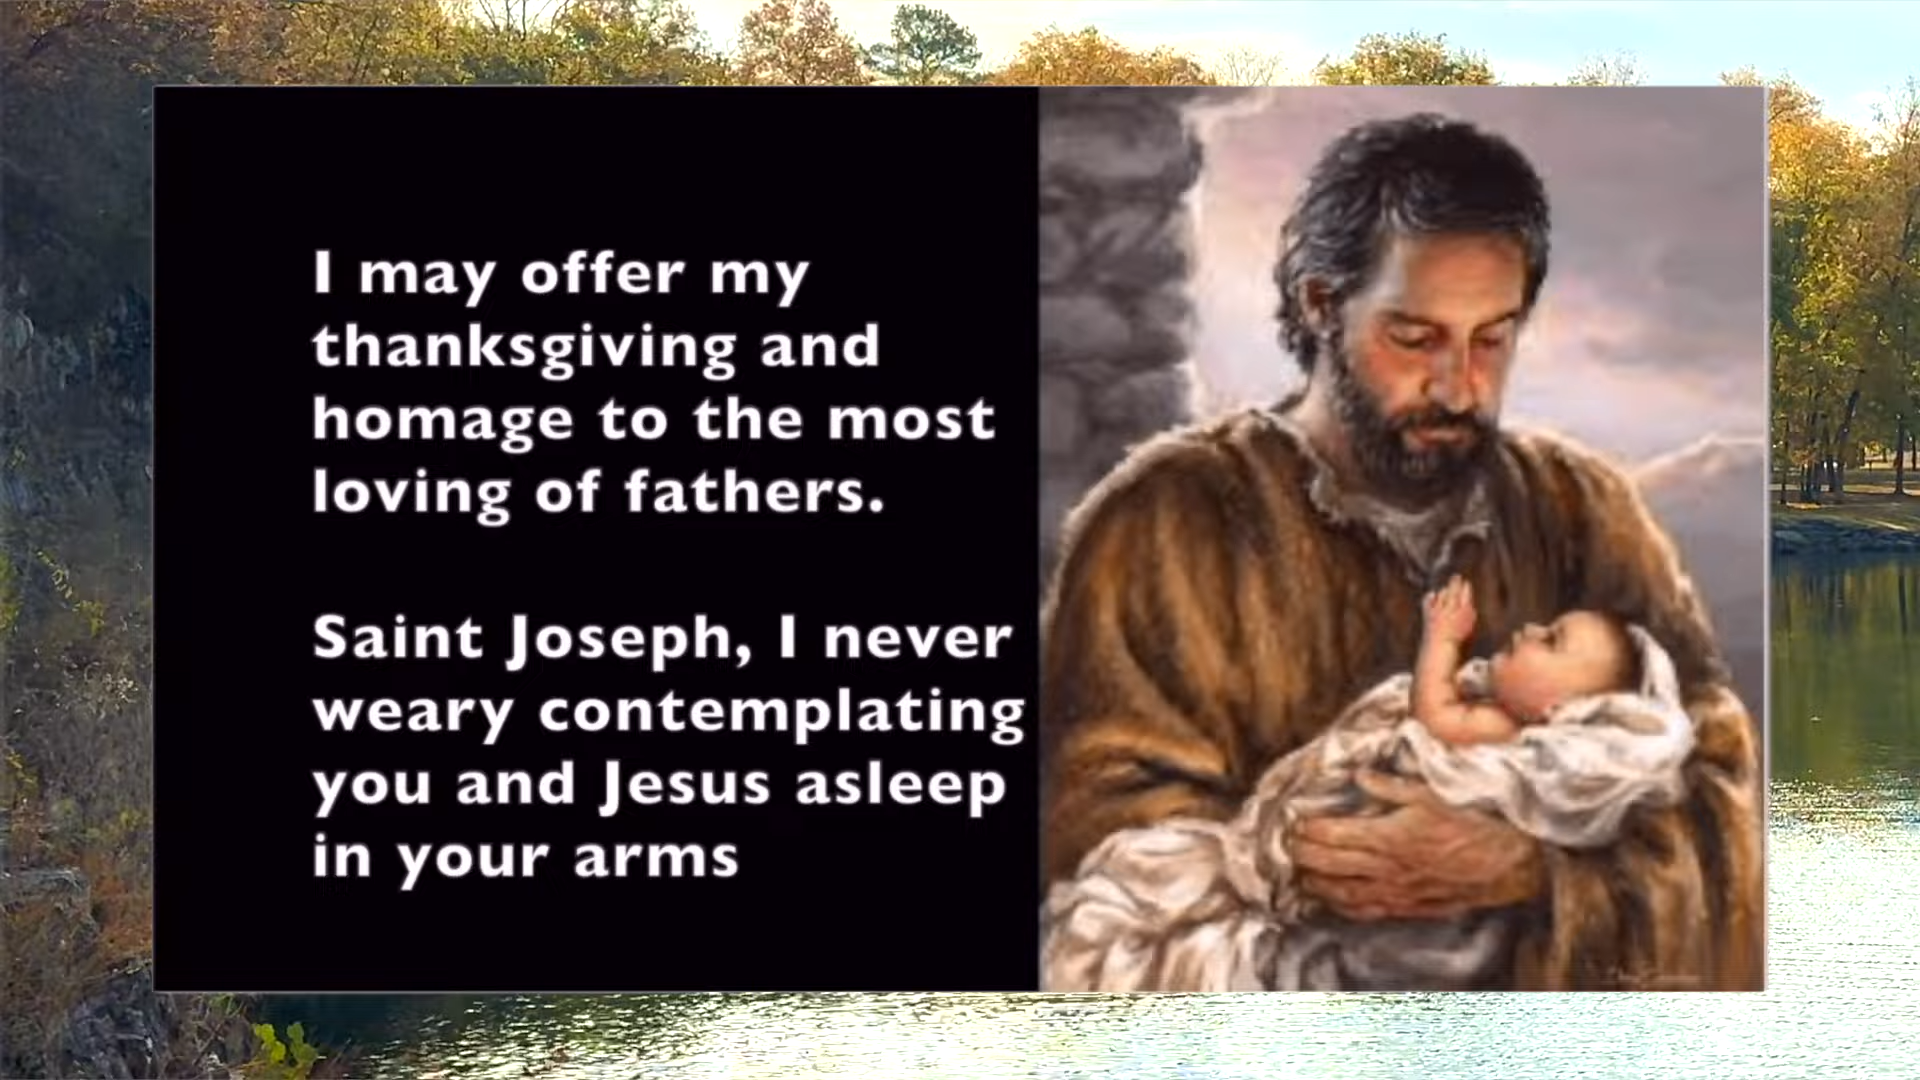 I may offer my
thanksgiving and
homage to the most
loving of fathers.
Saint Joseph, I never
weary contemplating
you and Jesus asleep
in your arms